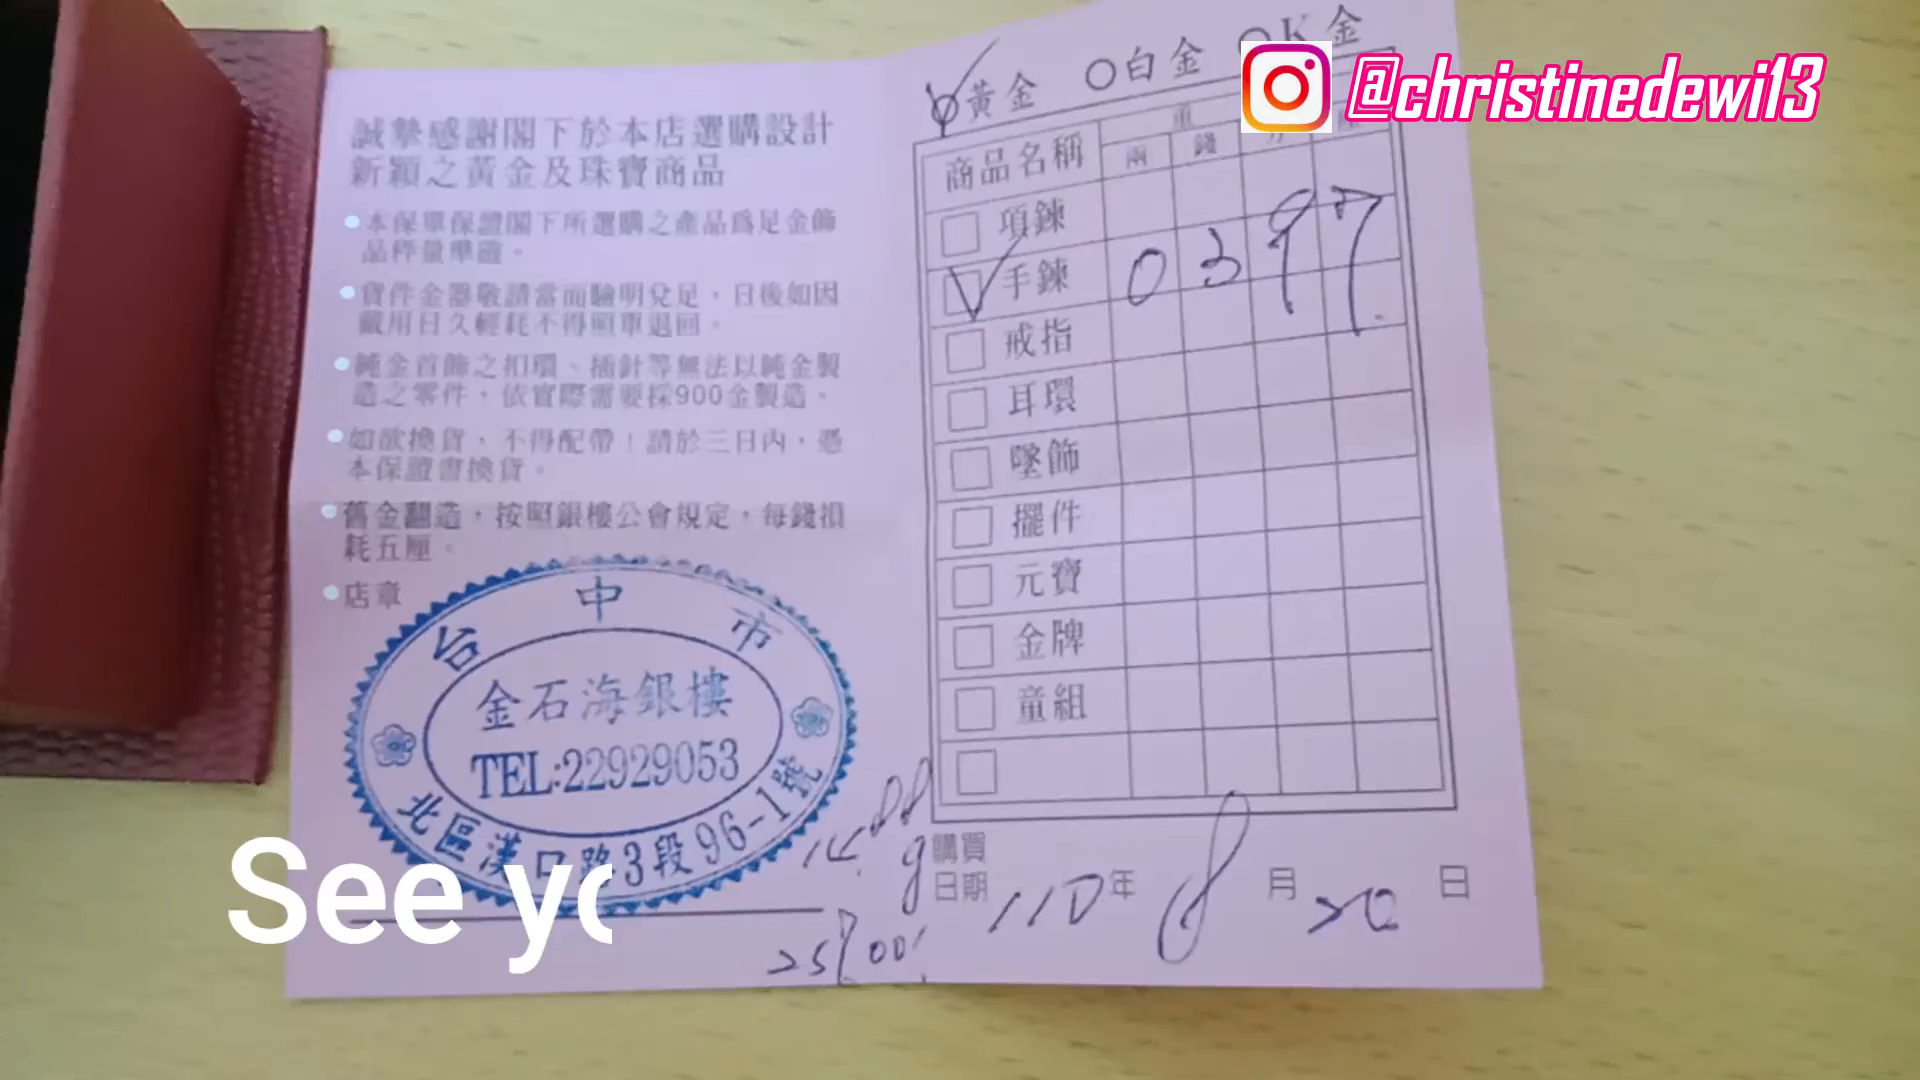 誠摯感謝閣下於本店選購設計
新穎之黃金及珠寶商品
本保單保證閣下所選購之產品爲足金飾
品秤量準確。
貨件金器敬請當面驗明兌足，日後如因
戴用日久輕耗不得照單退回。
純金首飾之扣環、插針等無法以純金製
造之零件，依實際需要採900金製造。
如欲換貨，不得配帶！請於三日內，憑
本保證書換貨。
舊金翻造，按照銀樓公會規定，每錢損
耗五厘。
店章
台中市
金石海銀樓
TEL:22929053
北區漢口路3段96-1號
黃金 白金 K金
商品名稱 重
兩 錢 分
項鍊
手鍊 0 3 9 7
戒指
耳環
墜飾
擺件
元寶
金牌
童組
購買
日期 110年 8月 20日
@christinedewi13
See yo